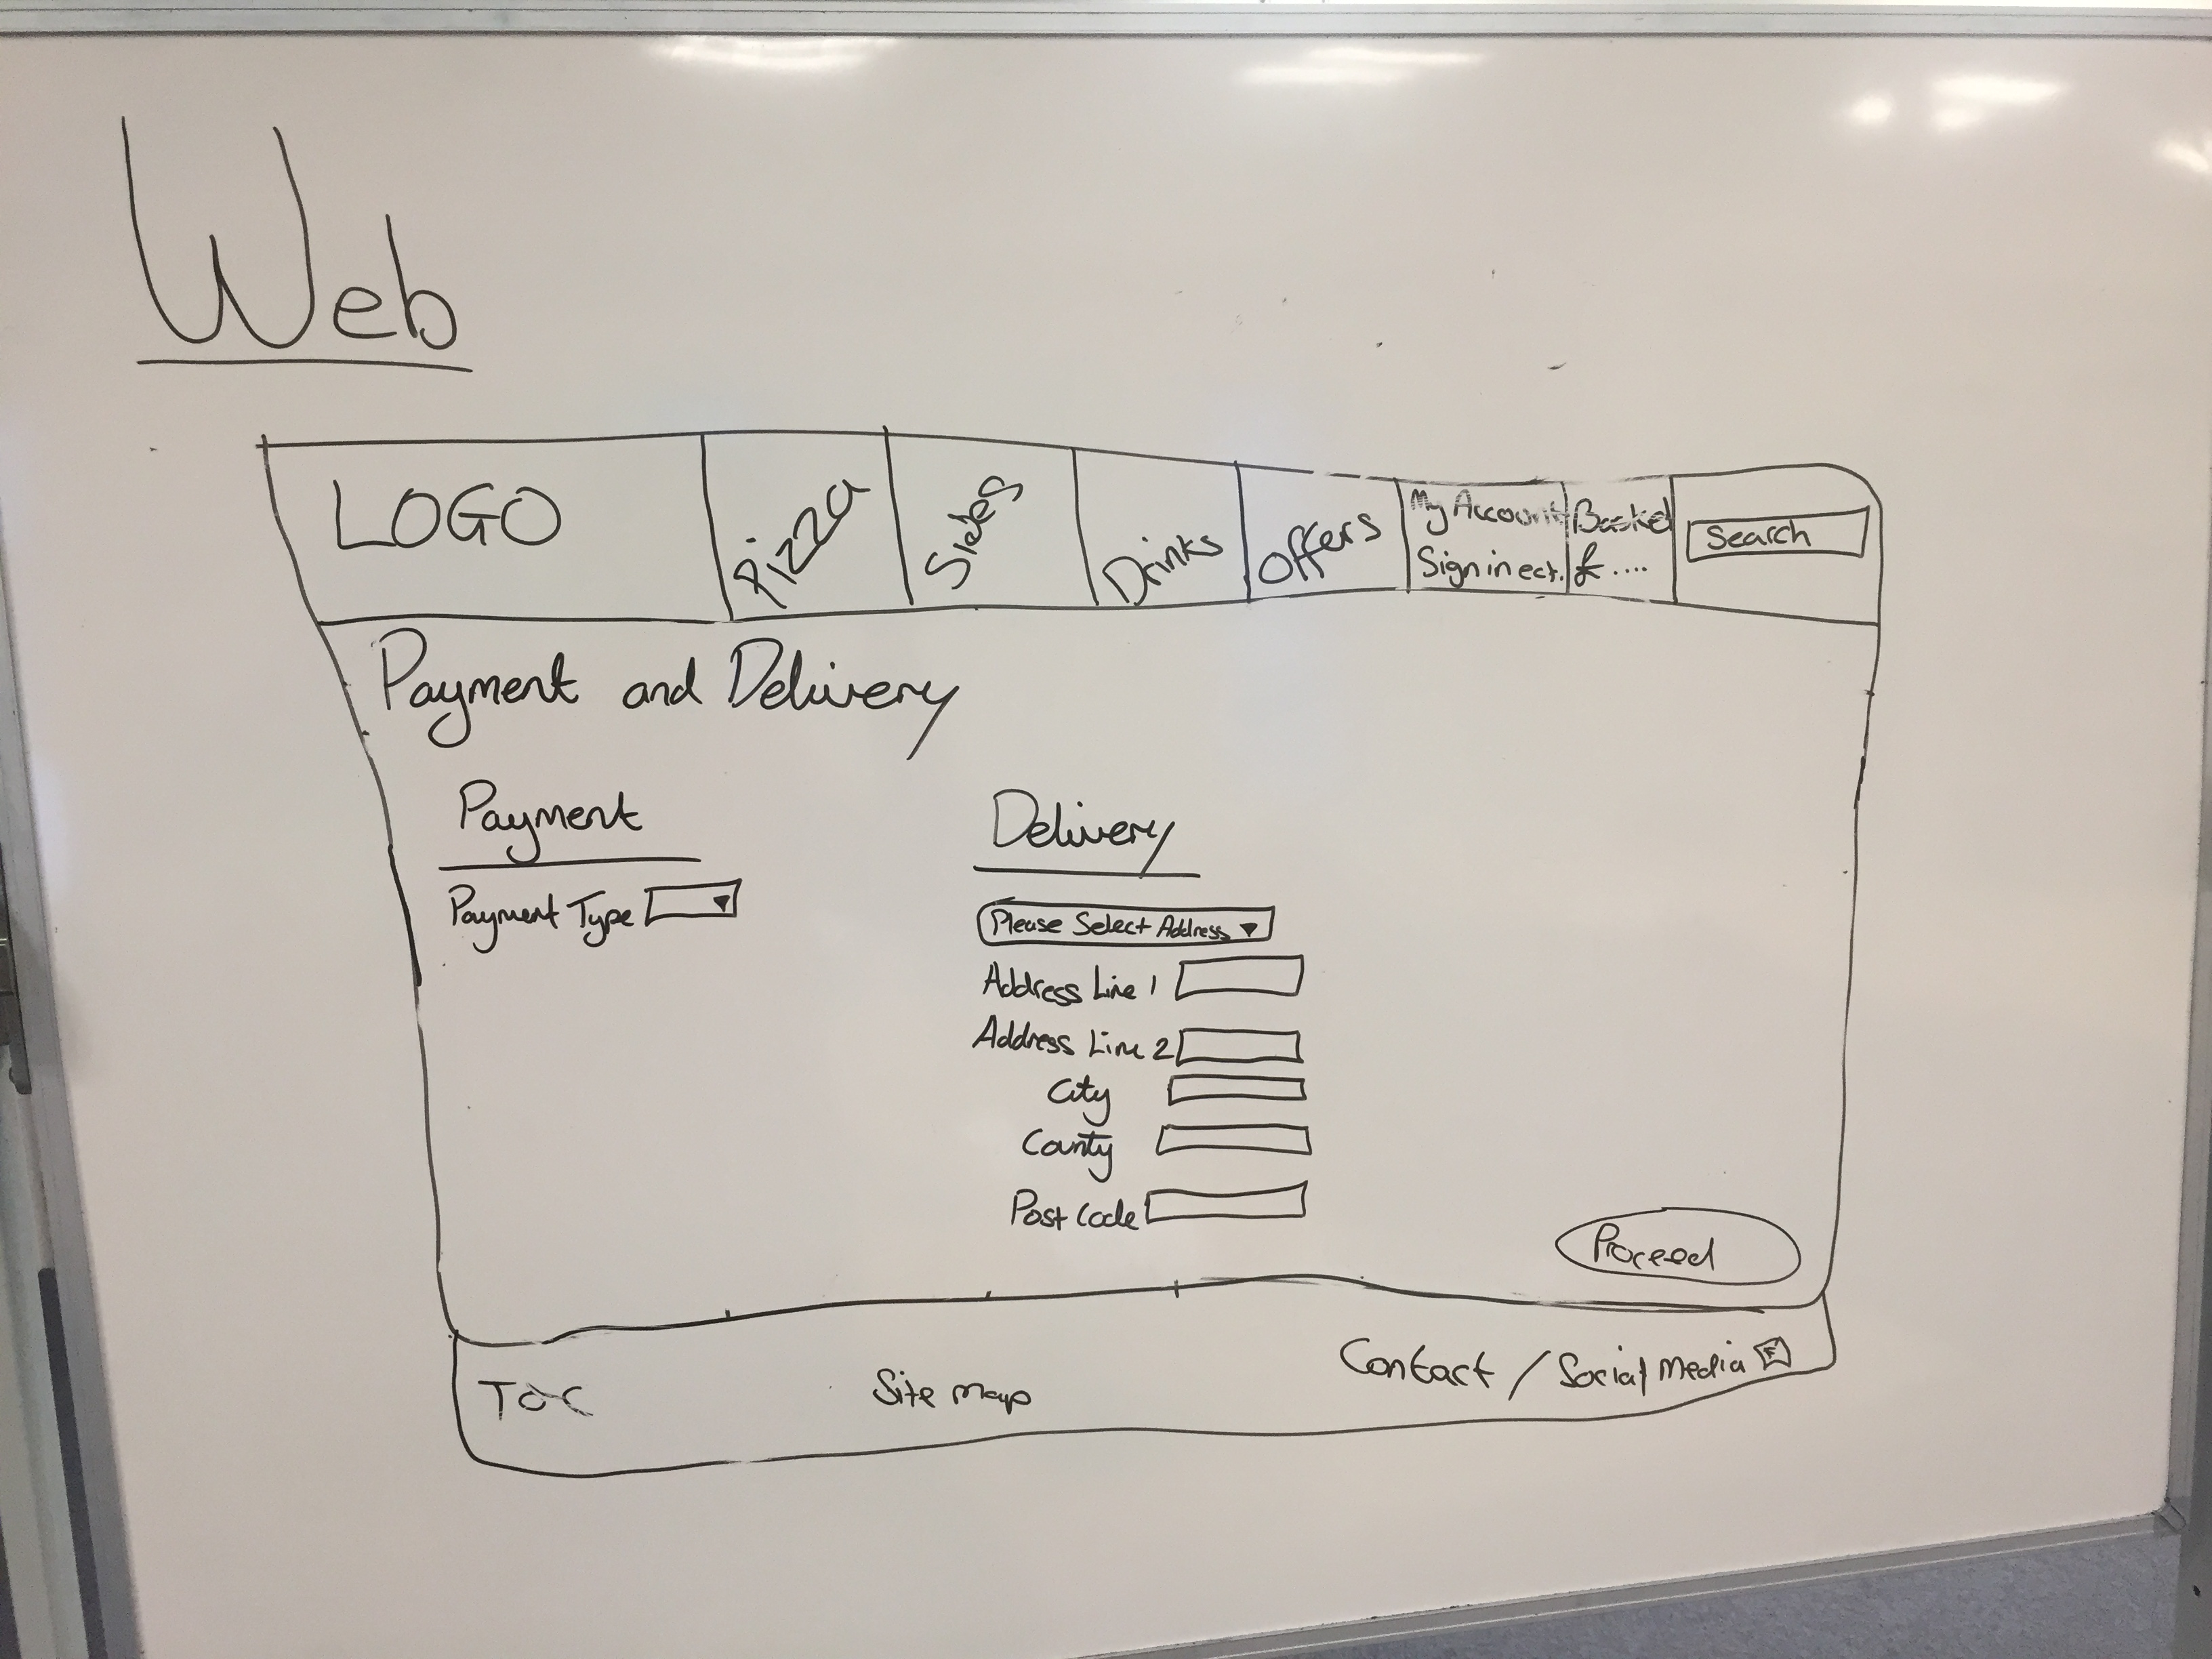 Web
LOGO
Pizza
Sides
Drinks
Offers
My Account
Sign in ect.
Basket
£ ....
Search
Payment and Delivery
Payment
Payment Type
Delivery
Please Select Address
Address Line 1
Address Line 2
City
County
Post Code
Proceed
T&C
Site Map
Contact / Social Media F